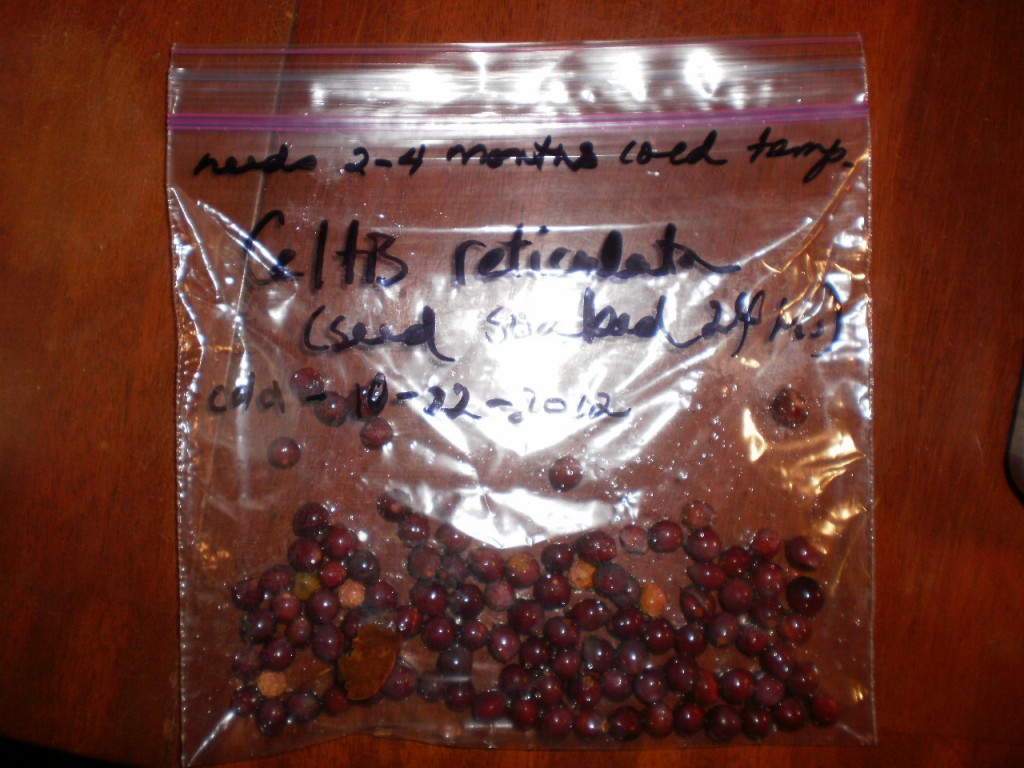 needs 2-4 months cold temp.
CeltiS reticulata
(seed soaked 24 hrs)
cold - 10-22-2012